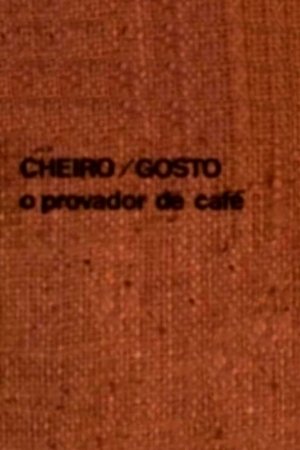 CHEIRO / GOSTO
o provador de café